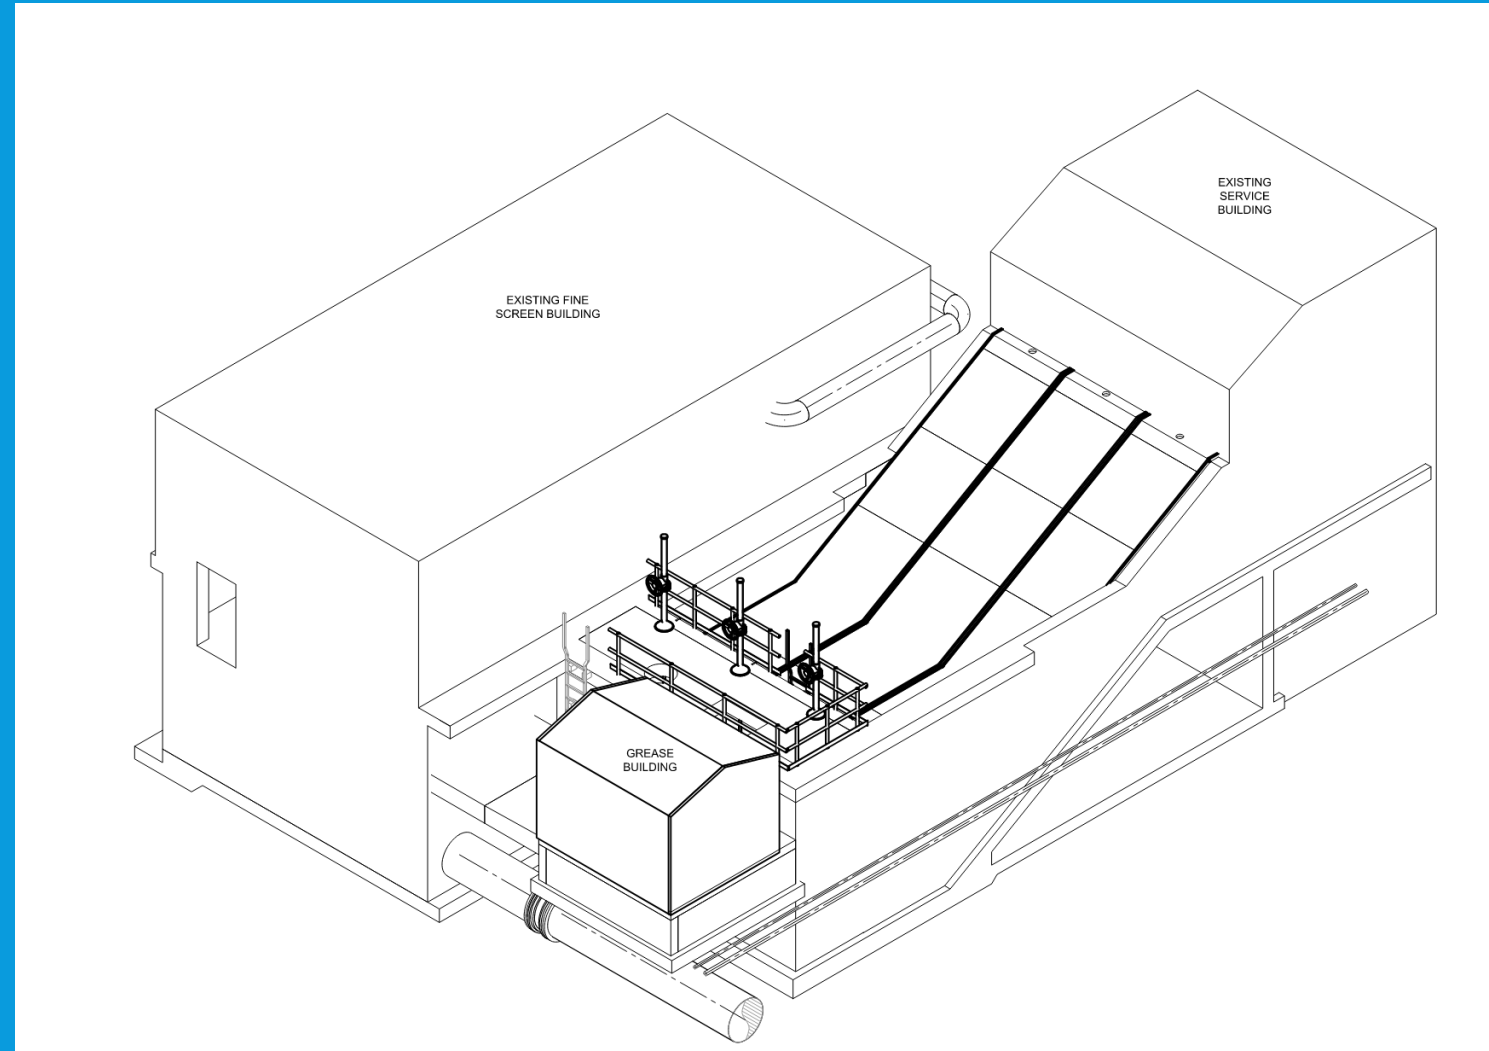 EXISTING
SERVICE
BUILDING
EXISTING FINE
SCREEN BUILDING
GREASE
BUILDING